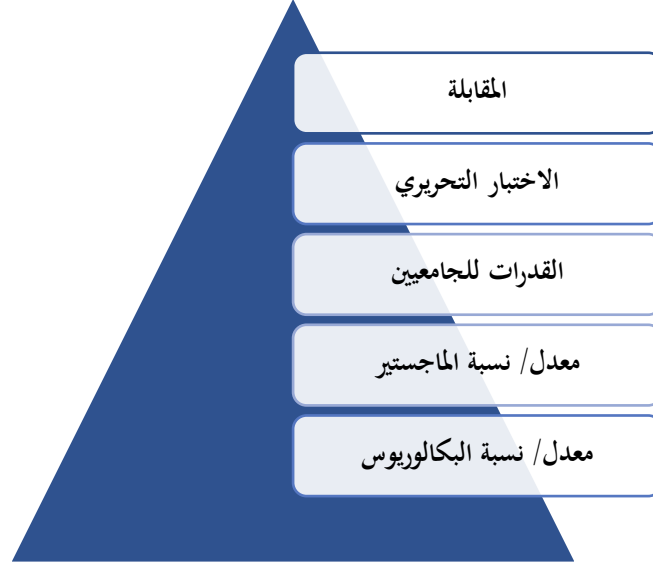 المقابلة
الاختبار التحريري
القدرات للجامعيين
معدل/ نسبة الماجستير
معدل/ نسبة البكالوريوس